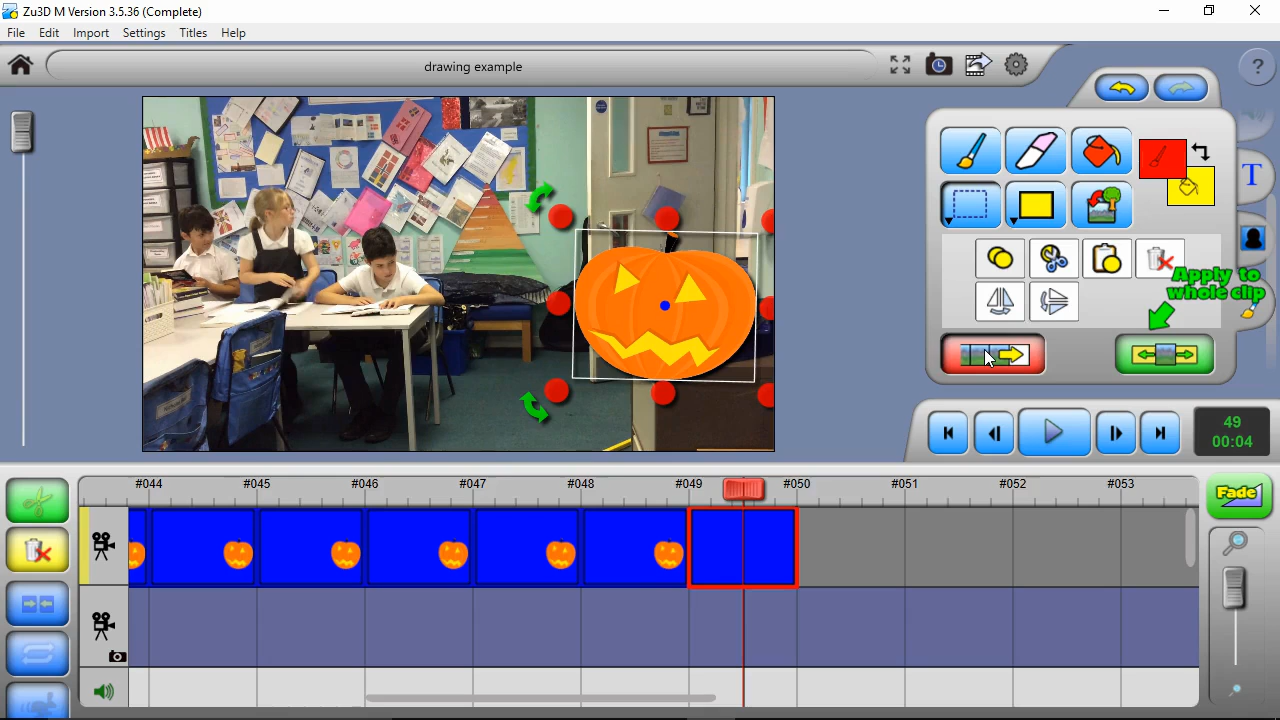 Zu3D M Version 3.5.36 (Complete)
File Edit Import Settings Titles Help
drawing example
?
T
Apply to
whole clip
49
00:04
#044 #045 #046 #047 #048 #049 #050 #051 #052 #053
Fade